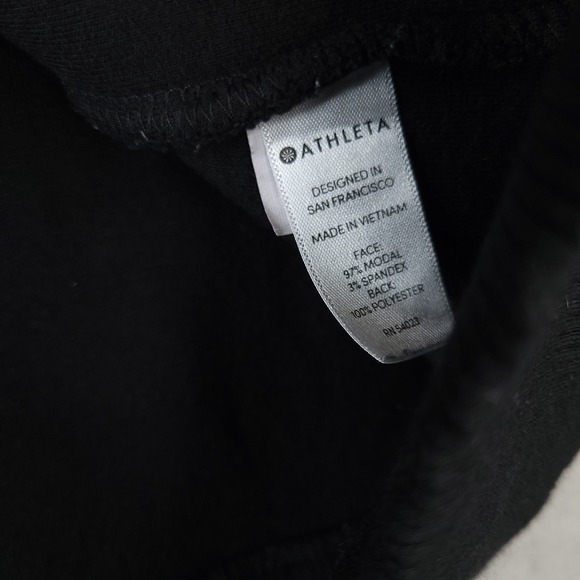 ATHLETA
DESIGNED IN
SAN FRANCISCO
MADE IN VIETNAM
FACE:
97% MODAL
3% SPANDEX
BACK:
100% POLYESTER
RN 54023